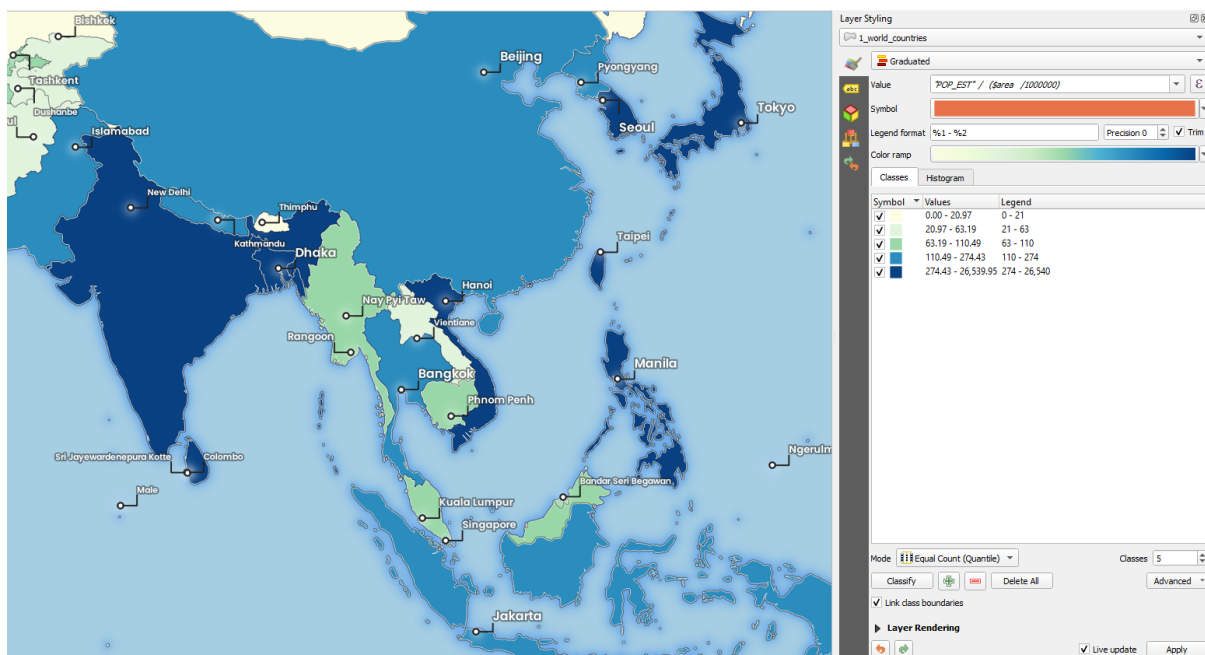 Bishkek
Tashkent
Dushanbe
ul
Islamabad
New Delhi
Kathmandu
Thimphu
Dhaka
Beijing
Pyongyang
Seoul
Tokyo
Taipei
Hanoi
Nay Pyi Taw
Vientiane
Rangoon
Bangkok
Phnom Penh
Manila
Ngerulm
Sri Jayewardenepura Kotte
Colombo
Male
Bandar Seri Begawan
Kuala Lumpur
Singapore
Jakarta
Layer Styling
1_world_countries
Graduated
Value "POP_EST" / ($area /1000000) ε
Symbol
Legend format %1 - %2 Precision 0 Trim
Color ramp
Classes Histogram
Symbol Values Legend
0.00 - 20.97 0 - 21
20.97 - 63.19 21 - 63
63.19 - 110.49 63 - 110
110.49 - 274.43 110 - 274
274.43 - 26,539.95 274 - 26,540
Mode Equal Count (Quantile) Classes 5
Classify Delete All Advanced
Link class boundaries
Layer Rendering
Live update Apply
abc